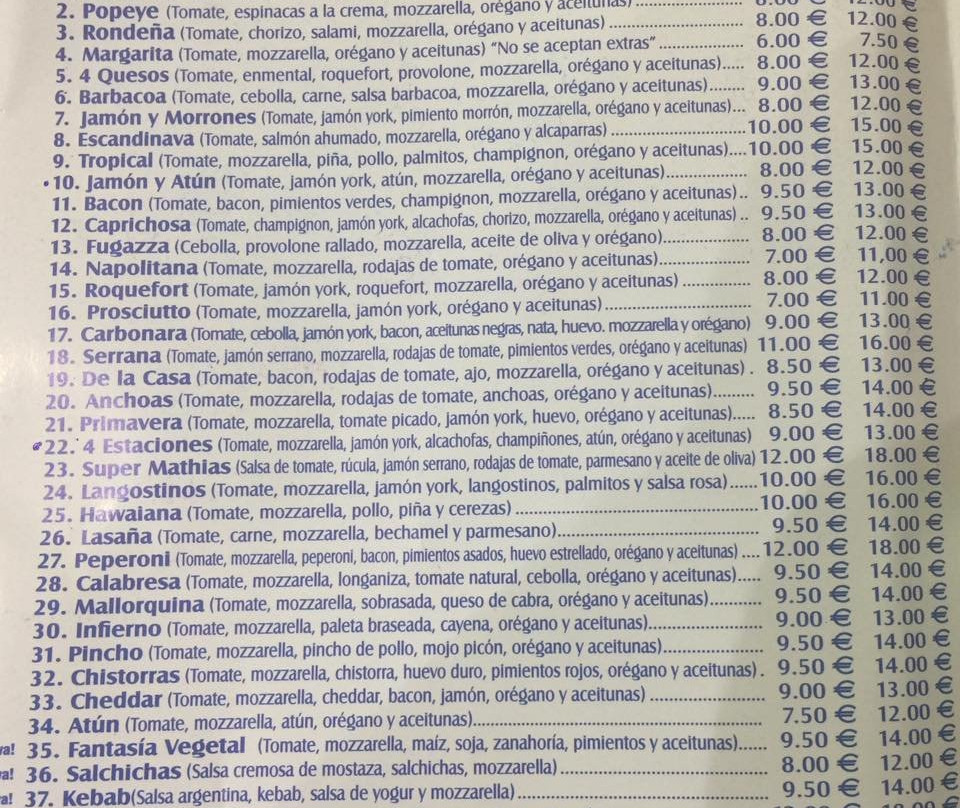 2. Popeye (Tomate, espinacas a la crema, mozzarella, orégano y aceitunas) ........ 8.00 € 12.00 €
3. Rondeña (Tomate, chorizo, salami, mozzarella, orégano y aceitunas) ........ 8.00 € 12.00 €
4. Margarita (Tomate, mozzarella, orégano y aceitunas) "No se aceptan extras" ........ 6.00 € 7.50 €
5. 4 Quesos (Tomate, enmental, roquefort, provolone, mozzarella, orégano y aceitunas)..... 8.00 € 12.00 €
6. Barbacoa (Tomate, cebolla, carne, salsa barbacoa, mozzarella, orégano y aceitunas)........ 9.00 € 13.00 €
7. Jamón y Morrones (Tomate, jamón york, pimiento morrón, mozzarella, orégano y aceitunas)... 8.00 € 12.00 €
8. Escandinava (Tomate, salmón ahumado, mozzarella, orégano y alcaparras) ........ 10.00 € 15.00 €
9. Tropical (Tomate, mozzarella, piña, pollo, palmitos, champignon, orégano y aceitunas)....10.00 € 15.00 €
10. Jamón y Atún (Tomate, jamón york, atún, mozzarella, orégano y aceitunas)........ 8.00 € 12.00 €
11. Bacon (Tomate, bacon, pimientos verdes, champignon, mozzarella, orégano y aceitunas).. 9.50 € 13.00 €
12. Caprichosa (Tomate, champignon, jamón york, alcachofas, chorizo, mozzarella, orégano y aceitunas) .. 9.50 € 13.00 €
13. Fugazza (Cebolla, provolone rallado, mozzarella, aceite de oliva y orégano)........ 8.00 € 12.00 €
14. Napolitana (Tomate, mozzarella, rodajas de tomate, orégano y aceitunas)........ 7.00 € 11,00 €
15. Roquefort (Tomate, jamón york, roquefort, mozzarella, orégano y aceitunas) ........ 8.00 € 12.00 €
16. Prosciutto (Tomate, mozzarella, jamón york, orégano y aceitunas)........ 7.00 € 11.00 €
17. Carbonara (Tomate, cebolla, jamón york, bacon, aceitunas negras, nata, huevo. mozzarella y orégano) 9.00 € 13.00 €
18. Serrana (Tomate, jamón serrano, mozzarella, rodajas de tomate, pimientos verdes, orégano y aceitunas) 11.00 € 16.00 €
19. De la Casa (Tomate, bacon, rodajas de tomate, ajo, mozzarella, orégano y aceitunas) . 8.50 € 13.00 €
20. Anchoas (Tomate, mozzarella, rodajas de tomate, anchoas, orégano y aceitunas)........ 9.50 € 14.00 €
21. Primavera (Tomate, mozzarella, tomate picado, jamón york, huevo, orégano y aceitunas)..... 8.50 € 14.00 €
22. 4 Estaciones (Tomate, mozzarella, jamón york, alcachofas, champiñones, atún, orégano y aceitunas) 9.00 € 13.00 €
23. Super Mathias (Salsa de tomate, rúcula, jamón serrano, rodajas de tomate, parmesano y aceite de oliva) 12.00 € 18.00 €
24. Langostinos (Tomate, mozzarella, jamón york, langostinos, palmitos y salsa rosa)......10.00 € 16.00 €
25. Hawaiana (Tomate, mozzarella, pollo, piña y cerezas) ........10.00 € 16.00 €
26. Lasaña (Tomate, carne, mozzarella, bechamel y parmesano)........ 9.50 € 14.00 €
27. Peperoni (Tomate, mozzarella, peperoni, bacon, pimientos asados, huevo estrellado, orégano y aceitunas) ....12.00 € 18.00 €
28. Calabresa (Tomate, mozzarella, longaniza, tomate natural, cebolla, orégano y aceitunas)..... 9.50 € 14.00 €
29. Mallorquina (Tomate, mozzarella, sobrasada, queso de cabra, orégano y aceitunas)........ 9.50 € 14.00 €
30. Infierno (Tomate, mozzarella, paleta braseada, cayena, orégano y aceitunas)........ 9.00 € 13.00 €
31. Pincho (Tomate, mozzarella, pincho de pollo, mojo picón, orégano y aceitunas)........ 9.50 € 14.00 €
32. Chistorras (Tomate, mozzarella, chistorra, huevo duro, pimientos rojos, orégano y aceitunas) . 9.50 € 14.00 €
33. Cheddar (Tomate, mozzarella, cheddar, bacon, jamón, orégano y aceitunas) ........ 9.00 € 13.00 €
34. Atún (Tomate, mozzarella, atún, orégano y aceitunas)........ 7.50 € 12.00 €
va! 35. Fantasía Vegetal (Tomate, mozzarella, maíz, soja, zanahoría, pimientos y aceitunas)...... 9.50 € 14.00 €
va! 36. Salchichas (Salsa cremosa de mostaza, salchichas, mozzarella) ........ 8.00 € 12.00 €
va! 37. Kebab(Salsa argentina, kebab, salsa de yogur y mozzarella)........ 9.50 € 14.00 €